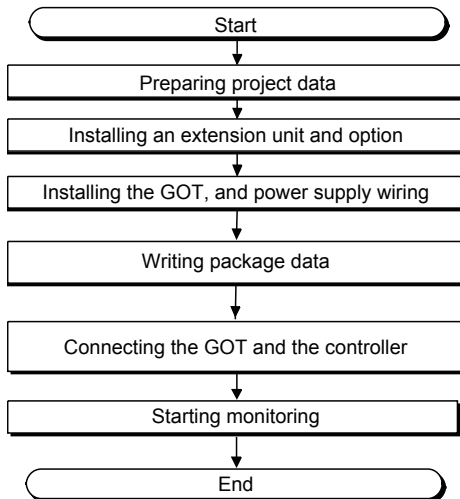 Start
Preparing project data
Installing an extension unit and option
Installing the GOT, and power supply wiring
Writing package data
Connecting the GOT and the controller
Starting monitoring
End